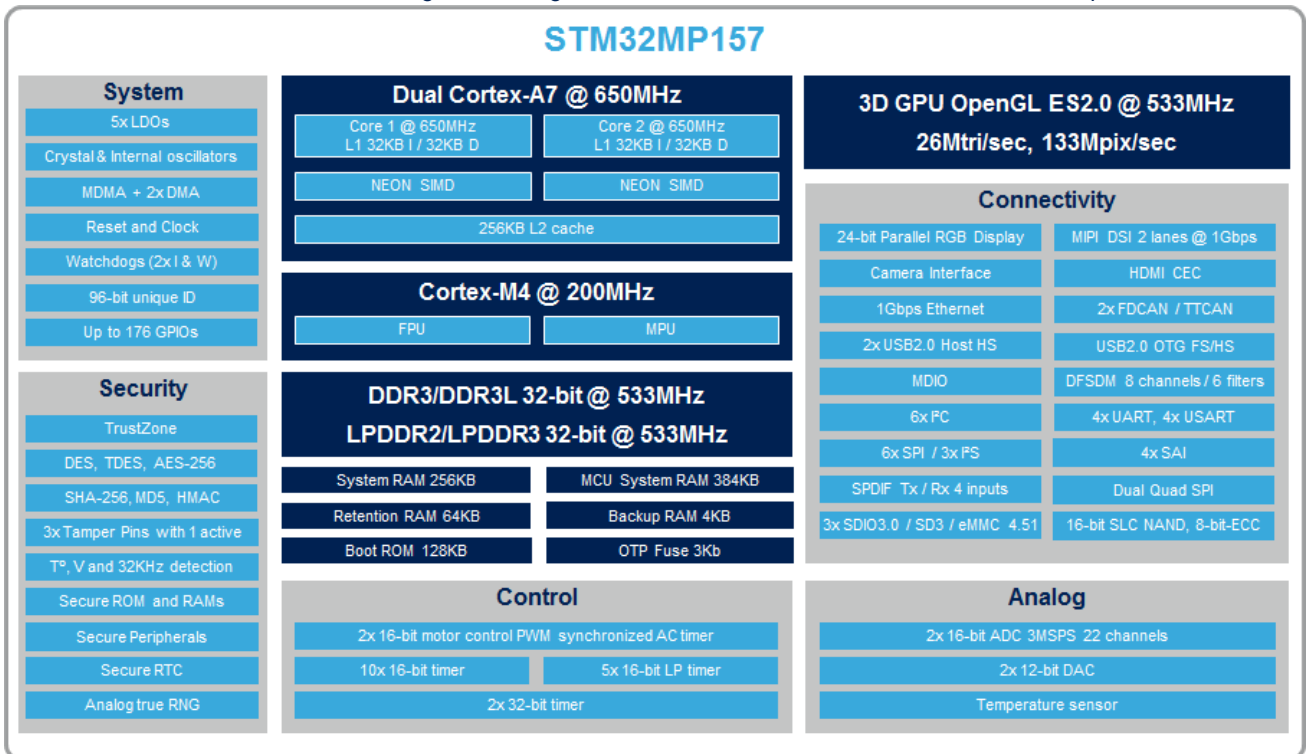 STM32MP157
System
5x LDOs
Crystal & Internal oscillators
MDMA + 2x DMA
Reset and Clock
Watchdogs (2x I & W)
96-bit unique ID
Up to 176 GPIOs
Security
TrustZone
DES, TDES, AES-256
SHA-256, MD5, HMAC
3x Tamper Pins with 1 active
Tº, V and 32KHz detection
Secure ROM and RAMs
Secure Peripherals
Secure RTC
Analog true RNG
Dual Cortex-A7 @ 650MHz
Core 1 @ 650MHz
L1 32KB I / 32KB D
Core 2 @ 650MHz
L1 32KB I / 32KB D
NEON SIMD
NEON SIMD
256KB L2 cache
Cortex-M4 @ 200MHz
FPU
MPU
DDR3/DDR3L 32-bit @ 533MHz
LPDDR2/LPDDR3 32-bit @ 533MHz
System RAM 256KB
MCU System RAM 384KB
Retention RAM 64KB
Backup RAM 4KB
Boot ROM 128KB
OTP Fuse 3Kb
Control
2x 16-bit motor control PWM synchronized AC timer
10x 16-bit timer
5x 16-bit LP timer
2x 32-bit timer
3D GPU OpenGL ES2.0 @ 533MHz
26Mtri/sec, 133Mpix/sec
Connectivity
24-bit Parallel RGB Display
MIPI DSI 2 lanes @ 1Gbps
Camera Interface
HDMI CEC
1Gbps Ethernet
2x FDCAN / TTCAN
2x USB2.0 Host HS
USB2.0 OTG FS/HS
MDIO
DFSDM 8 channels / 6 filters
6x I²C
4x UART, 4x USART
6x SPI / 3x I²S
4x SAI
SPDIF Tx / Rx 4 inputs
Dual Quad SPI
3x SDIO3.0 / SD3 / eMMC 4.51
16-bit SLC NAND, 8-bit-ECC
Analog
2x 16-bit ADC 3MSPS 22 channels
2x 12-bit DAC
Temperature sensor